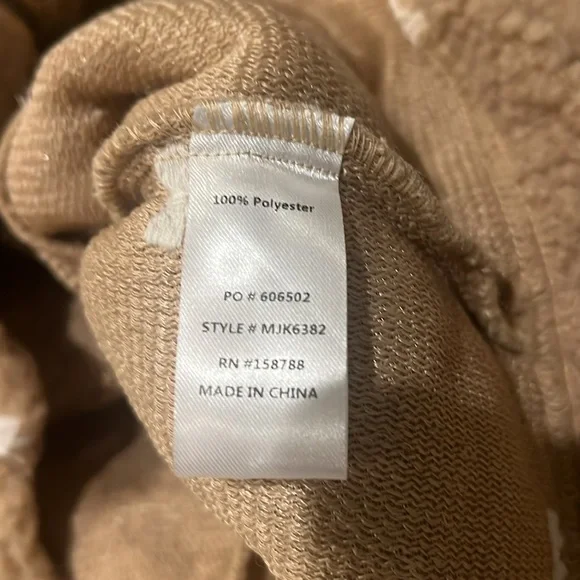 100% Polyester
PO # 606502
STYLE # MJK6382
RN #158788
MADE IN CHINA